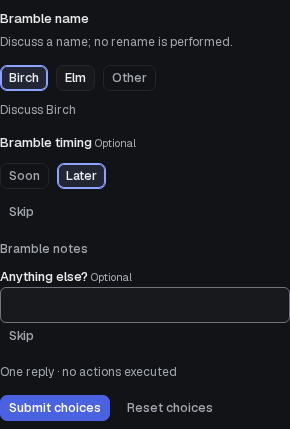 Bramble name
Discuss a name; no rename is performed.
Birch Elm Other
Discuss Birch
Bramble timing Optional
Soon Later
Skip
Bramble notes
Anything else? Optional
Skip
One reply · no actions executed
Submit choices Reset choices